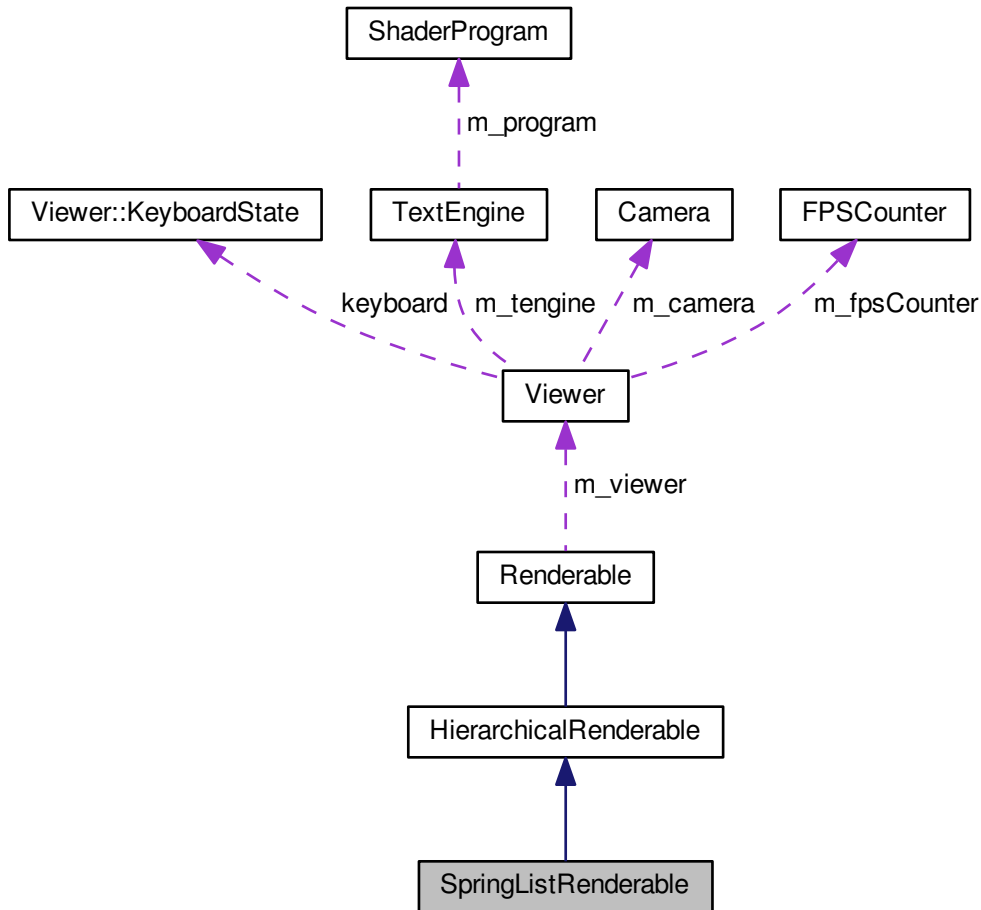 ShaderProgram
m_program
Viewer::KeyboardState
TextEngine
Camera
FPSCounter
keyboard
m_tengine
m_camera
m_fpsCounter
Viewer
m_viewer
Renderable
HierarchicalRenderable
SpringListRenderable